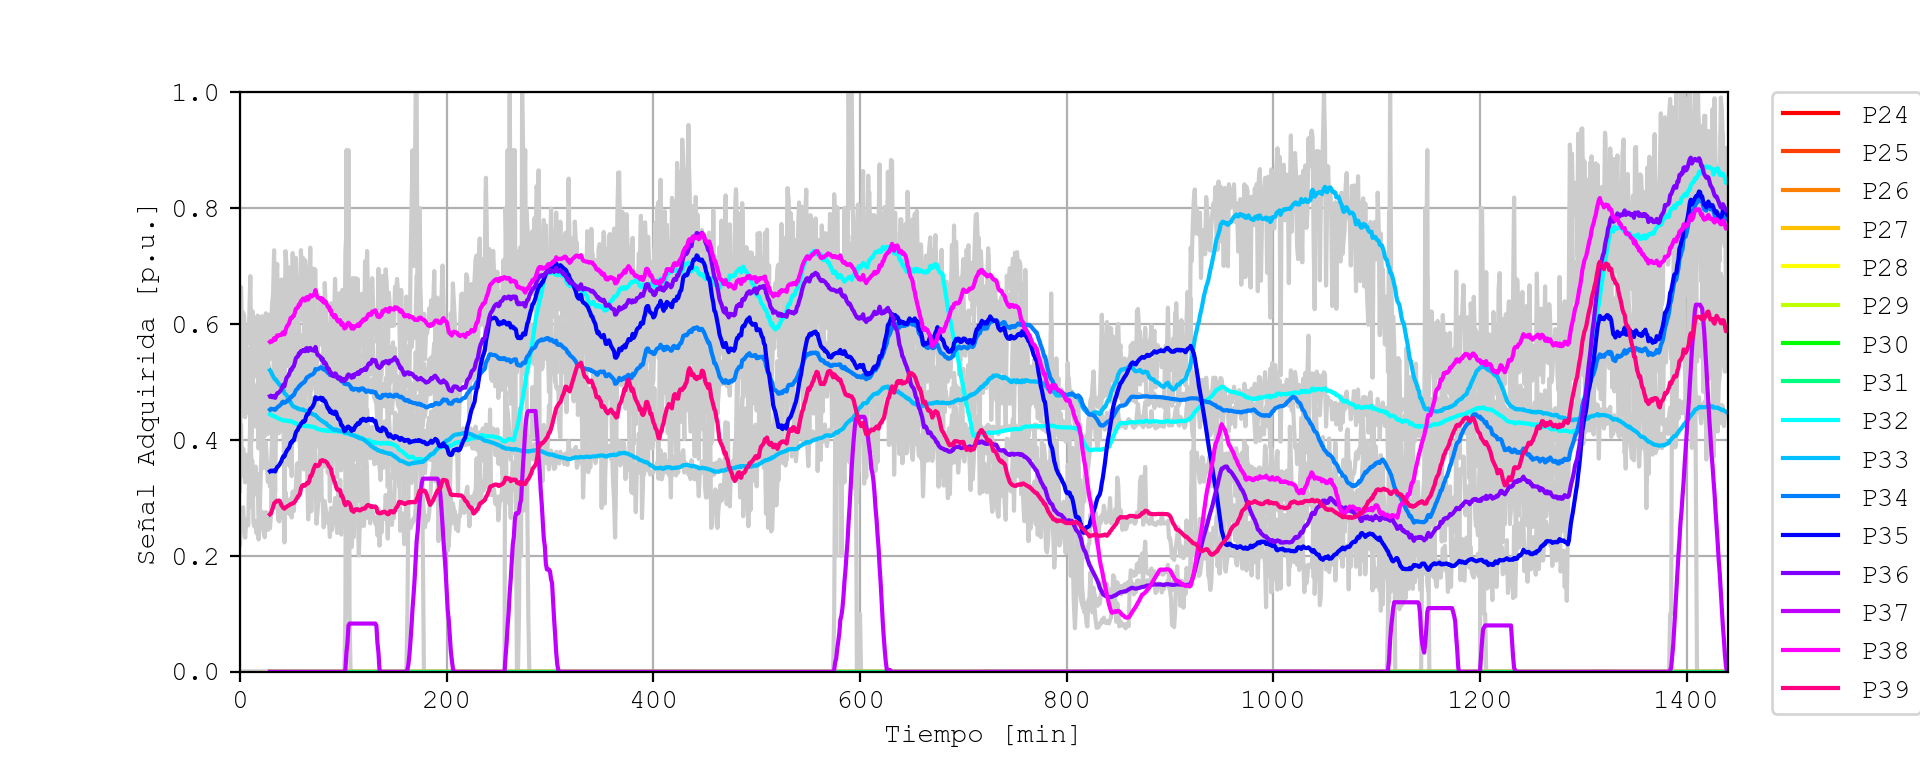 Señal Adquirida [p.u.]
1.0
0.8
0.6
0.4
0.2
0.0
0 200 400 600 800 1000 1200 1400
Tiempo [min]
P24
P25
P26
P27
P28
P29
P30
P31
P32
P33
P34
P35
P36
P37
P38
P39